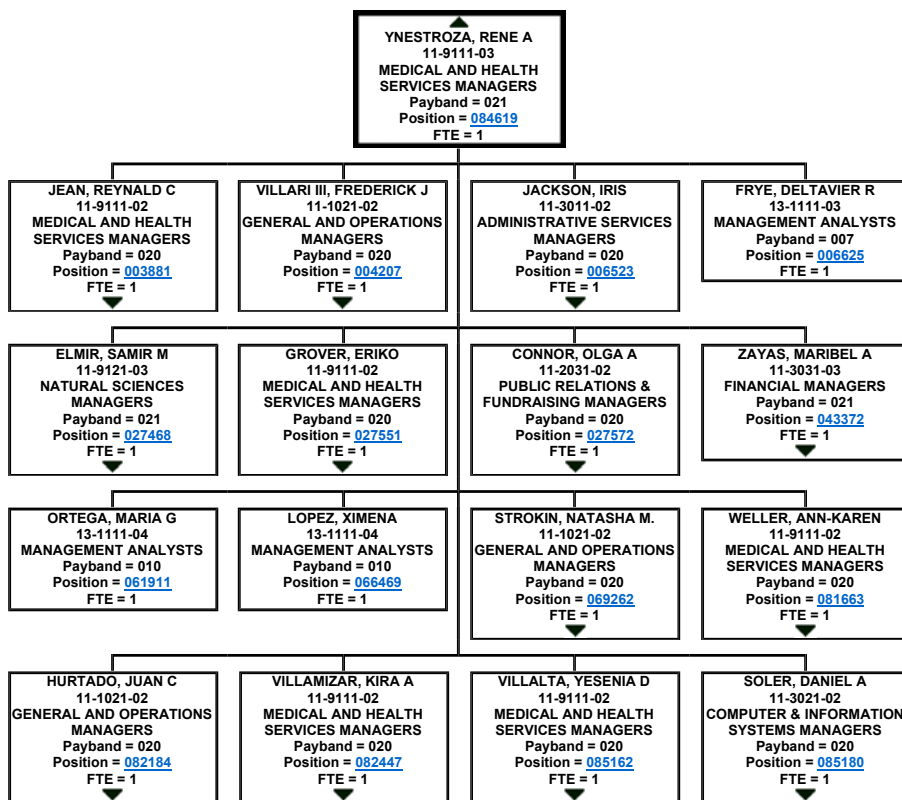 YNESTROZA, RENE A
11-9111-03
MEDICAL AND HEALTH
SERVICES MANAGERS
Payband = 021
Position = 084619
FTE = 1
JEAN, REYNALD C
11-9111-02
MEDICAL AND HEALTH
SERVICES MANAGERS
Payband = 020
Position = 003881
FTE = 1
VILLARI III, FREDERICK J
11-1021-02
GENERAL AND OPERATIONS
MANAGERS
Payband = 020
Position = 004207
FTE = 1
JACKSON, IRIS
11-3011-02
ADMINISTRATIVE SERVICES
MANAGERS
Payband = 020
Position = 006523
FTE = 1
FRYE, DELTAVIER R
13-1111-03
MANAGEMENT ANALYSTS
Payband = 007
Position = 006625
FTE = 1
ELMIR, SAMIR M
11-9121-03
NATURAL SCIENCES
MANAGERS
Payband = 021
Position = 027468
FTE = 1
GROVER, ERIKO
11-9111-02
MEDICAL AND HEALTH
SERVICES MANAGERS
Payband = 020
Position = 027551
FTE = 1
CONNOR, OLGA A
11-2031-02
PUBLIC RELATIONS &
FUNDRAISING MANAGERS
Payband = 020
Position = 027572
FTE = 1
ZAYAS, MARIBEL A
11-3031-03
FINANCIAL MANAGERS
Payband = 021
Position = 043372
FTE = 1
ORTEGA, MARIA G
13-1111-04
MANAGEMENT ANALYSTS
Payband = 010
Position = 061911
FTE = 1
LOPEZ, XIMENA
13-1111-04
MANAGEMENT ANALYSTS
Payband = 010
Position = 066469
FTE = 1
STROKIN, NATASHA M.
11-1021-02
GENERAL AND OPERATIONS
MANAGERS
Payband = 020
Position = 069262
FTE = 1
WELLER, ANN-KAREN
11-9111-02
MEDICAL AND HEALTH
SERVICES MANAGERS
Payband = 020
Position = 081663
FTE = 1
HURTADO, JUAN C
11-1021-02
GENERAL AND OPERATIONS
MANAGERS
Payband = 020
Position = 082184
FTE = 1
VILLAMIZAR, KIRA A
11-9111-02
MEDICAL AND HEALTH
SERVICES MANAGERS
Payband = 020
Position = 082447
FTE = 1
VILLALTA, YESENIA D
11-9111-02
MEDICAL AND HEALTH
SERVICES MANAGERS
Payband = 020
Position = 085162
FTE = 1
SOLER, DANIEL A
11-3021-02
COMPUTER & INFORMATION
SYSTEMS MANAGERS
Payband = 020
Position = 085180
FTE = 1